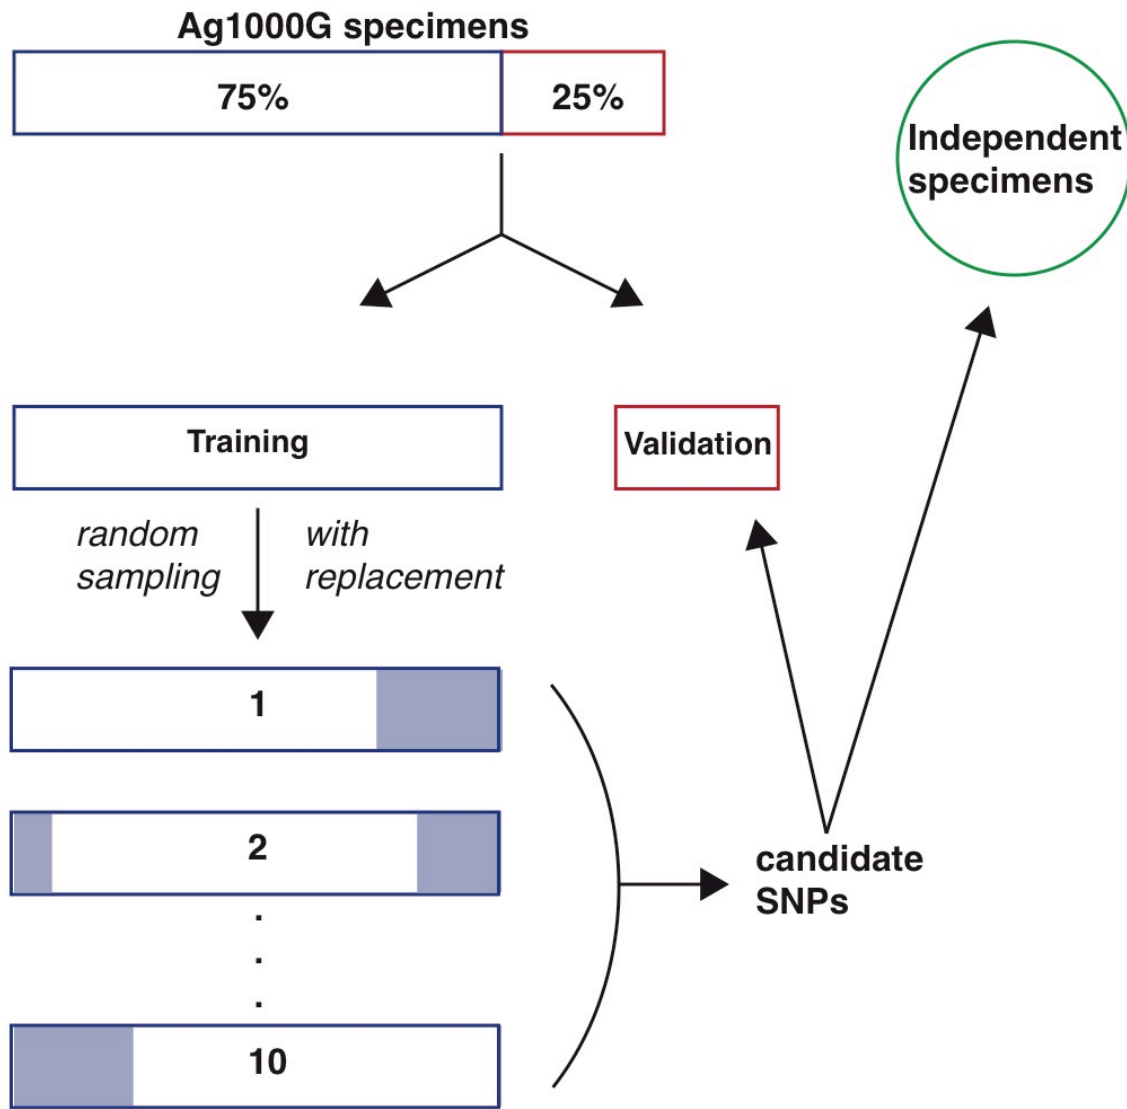 Ag1000G specimens
75%
25%
Independent
specimens
Training
Validation
random
sampling
with
replacement
1
2
.
.
.
10
candidate
SNPs